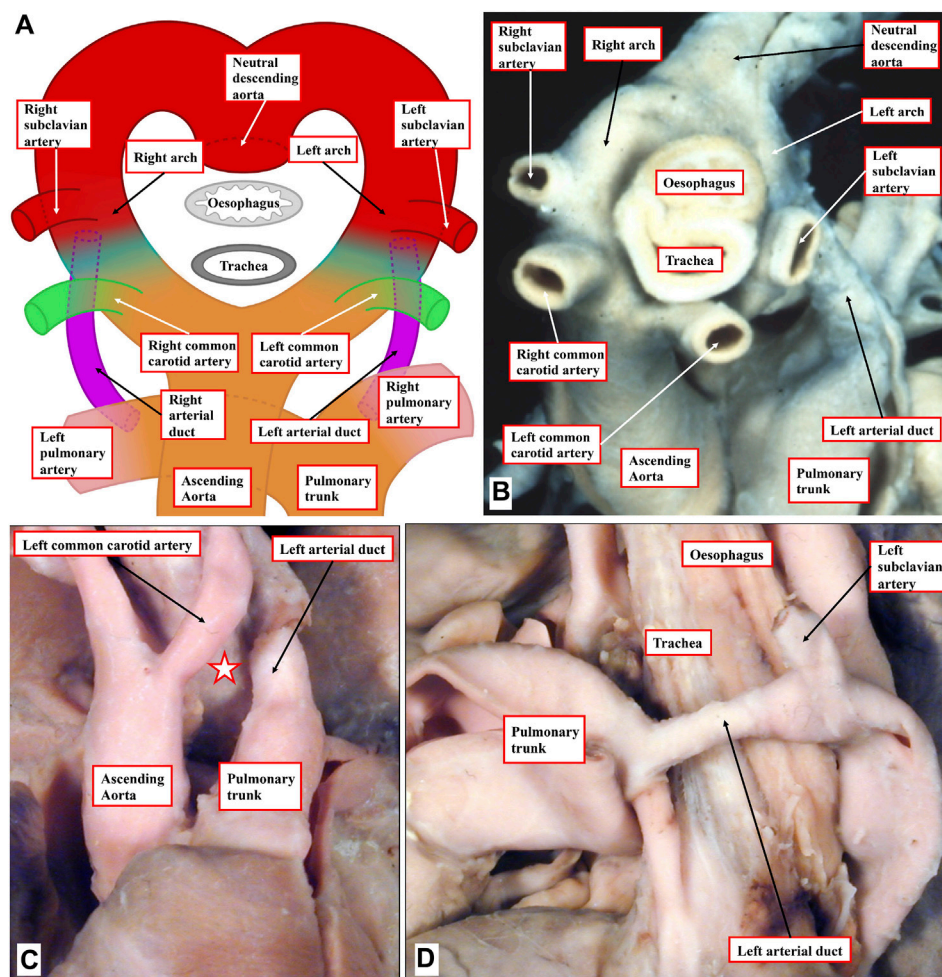 A
Neutral
descending
aorta
Right
subclavian
artery
Left
subclavian
artery
Right arch
Left arch
Oesophagus
Trachea
Right common
carotid artery
Left common
carotid artery
Right
arterial
duct
Right
pulmonary
artery
Left
pulmonary
artery
Left arterial duct
Ascending
Aorta
Pulmonary
trunk
Right
subclavian
artery
Right arch
Neutral
descending
aorta
Left arch
Left
subclavian
artery
Oesophagus
Trachea
Right common
carotid artery
Left common
carotid artery
Left arterial duct
Ascending
Aorta
Pulmonary
trunk
B
Left common carotid artery
Left arterial duct
Ascending
Aorta
Pulmonary
trunk
C
Oesophagus
Left
subclavian
artery
Trachea
Pulmonary
trunk
Left arterial duct
D